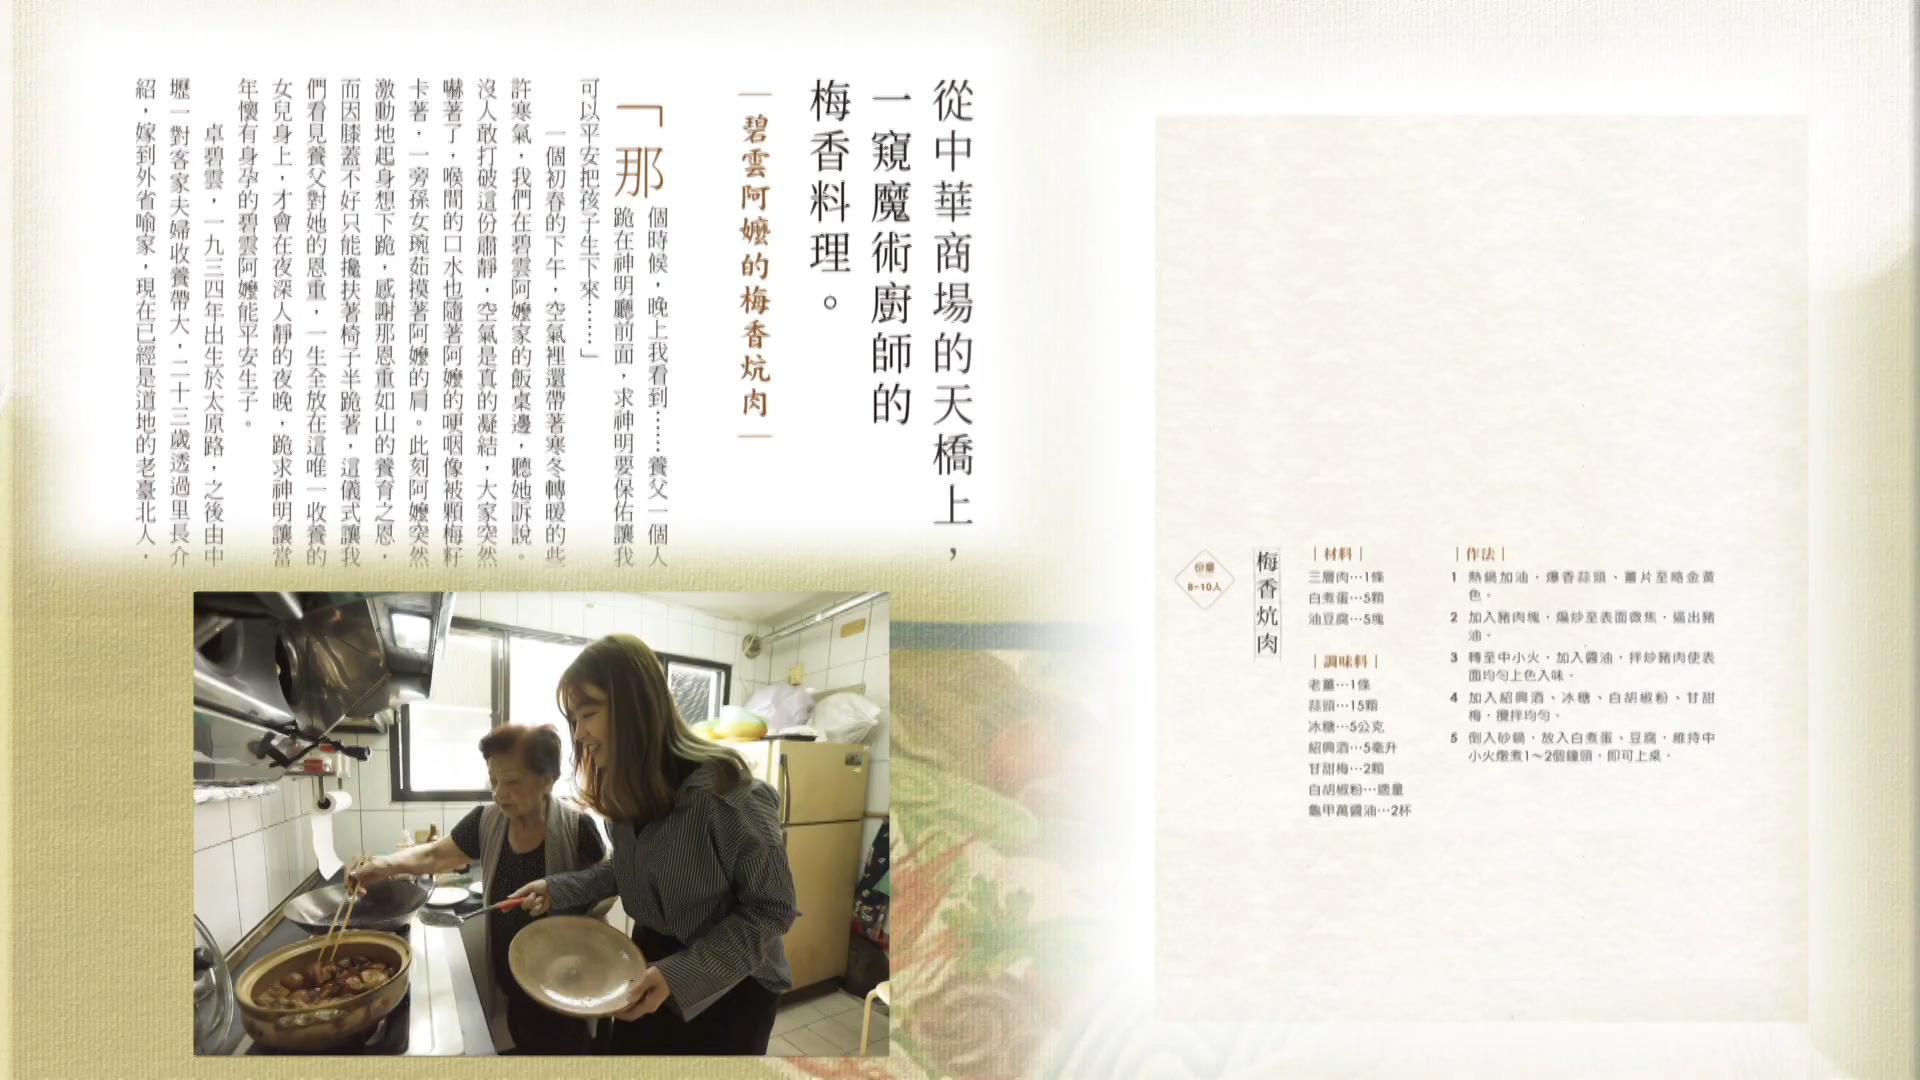 從中華商場的天橋上，
一窺魔術廚師的
梅香料理。
碧雲阿嬤的梅香炕肉
「那個時候，晚上我看到……養父一個人
跪在神明廳前面，求神明要保佑讓我
可以平安把孩子生下來……」
一個初春的下午，空氣裡還帶著寒冬轉暖的些
許寒氣，我們在碧雲阿嬤家的飯桌邊，聽她訴說。
沒人敢打破這份肅靜，空氣是真的凝結，大家突然
嚇著了，喉間的口水也隨著阿嬤的哽咽像被顆梅籽
卡著，一旁孫女琬茹摸著阿嬤的肩。此刻阿嬤突然
激動地起身想下跪，感謝那恩重如山的養育之恩，
而因膝蓋不好只能攙扶著椅子半跪著，這儀式讓我
們看見養父對她的恩重，一生全放在這唯一收養的
女兒身上，才會在夜深人靜的夜晚，跪求神明讓當
年懷有身孕的碧雲阿嬤能平安生子。
卓碧雲，一九三四年出生於太原路，之後由中
壢一對客家夫婦收養帶大，二十三歲透過里長介
紹，嫁到外省喻家，現在已經是道地的老臺北人，
份量
8~10人
梅香炕肉
｜材料｜
三層肉…1條
白煮蛋…5顆
油豆腐…5塊
｜調味料｜
老薑…1條
蒜頭…15顆
冰糖…5公克
紹興酒…5毫升
甘甜梅…2顆
白胡椒粉…適量
龜甲萬醬油…2杯
｜作法｜
1 熱鍋加油，爆香蒜頭、薑片至略金黃
色。
2 加入豬肉塊，煸炒至表面微焦，逼出豬
油。
3 轉至中小火，加入醬油，拌炒豬肉使表
面均勻上色入味。
4 加入紹興酒、冰糖、白胡椒粉、甘甜
梅，攪拌均勻。
5 倒入砂鍋，放入白煮蛋、豆腐，維持中
小火燉煮1～2個鐘頭，即可上桌。